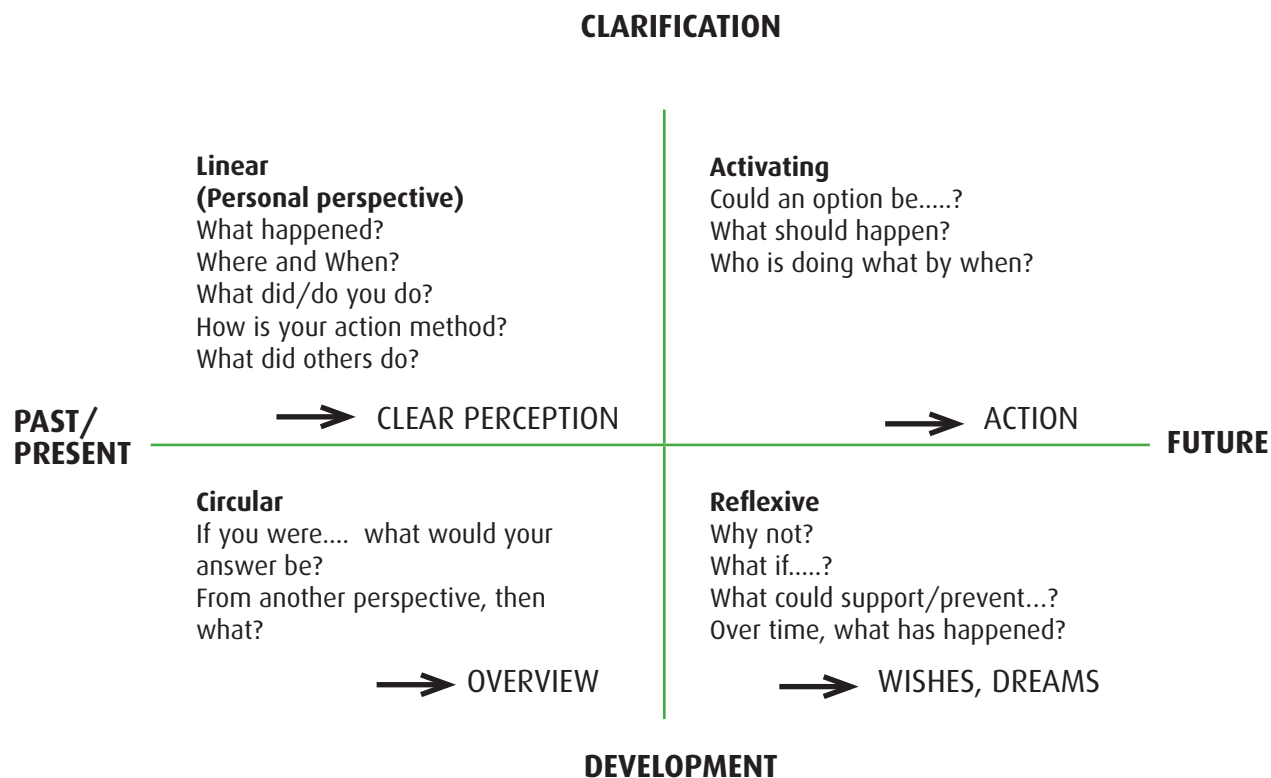 CLARIFICATION
Linear
(Personal perspective)
What happened?
Where and When?
What did/do you do?
How is your action method?
What did others do?
CLEAR PERCEPTION
Activating
Could an option be.....?
What should happen?
Who is doing what by when?
ACTION
PAST/
PRESENT
FUTURE
Circular
If you were.... what would your
answer be?
From another perspective, then
what?
OVERVIEW
Reflexive
Why not?
What if.....?
What could support/prevent...?
Over time, what has happened?
WISHES, DREAMS
DEVELOPMENT